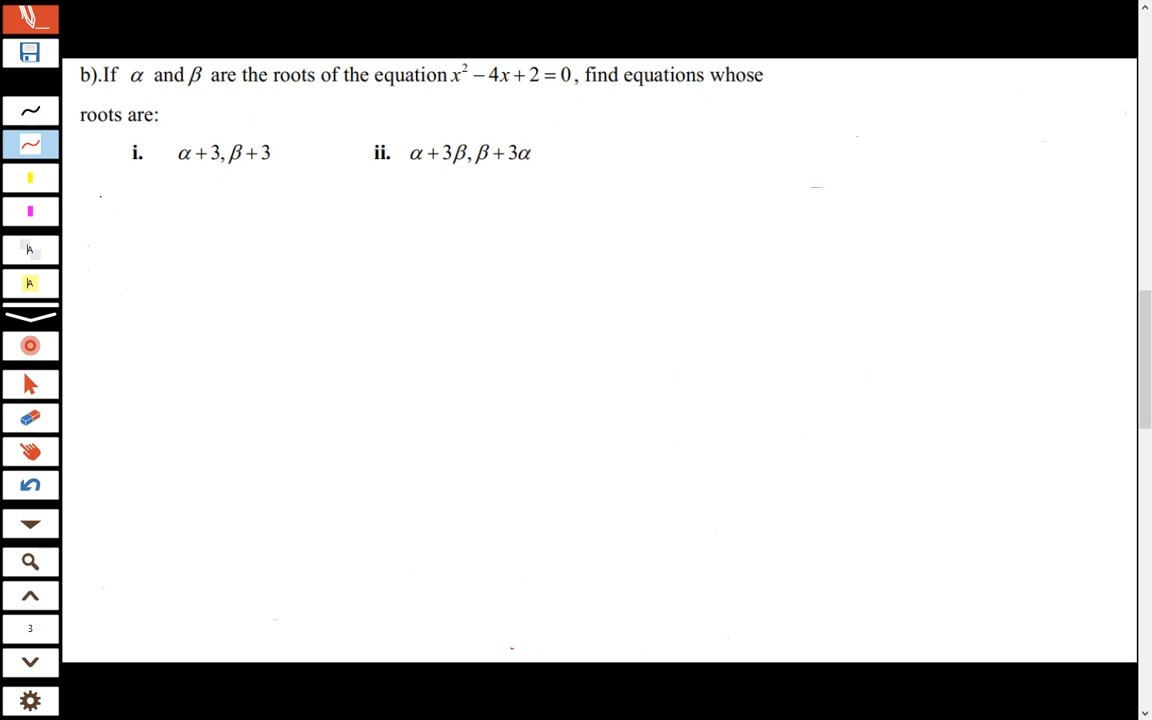 b).If α and β are the roots of the equation x² − 4x + 2 = 0, find equations whose
roots are:
i. α + 3, β + 3 ii. α + 3β, β + 3α
A
A
3